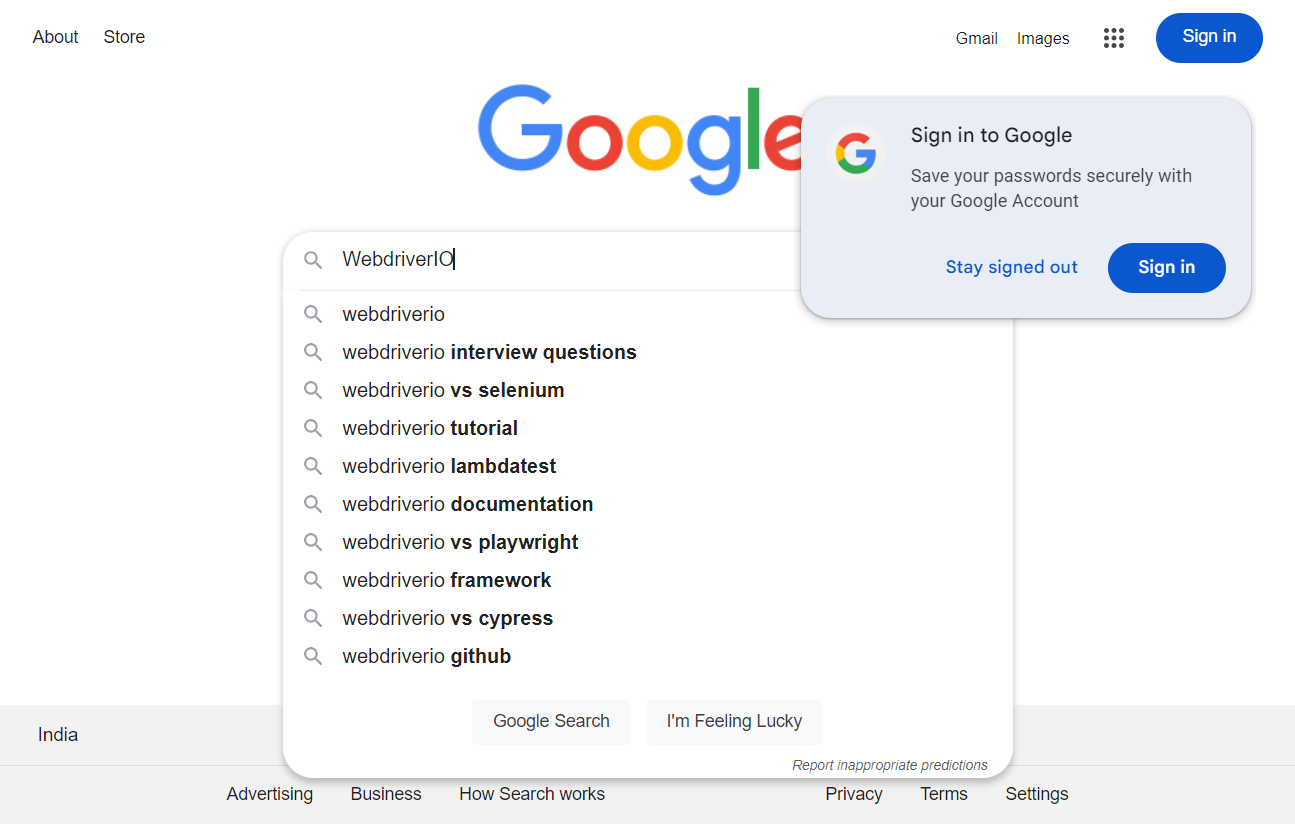 About Store
Gmail Images
Sign in
Google
Sign in to Google
Save your passwords securely with
your Google Account
Stay signed out
Sign in
WebdriverIO
webdriverio
webdriverio interview questions
webdriverio vs selenium
webdriverio tutorial
webdriverio lambdatest
webdriverio documentation
webdriverio vs playwright
webdriverio framework
webdriverio vs cypress
webdriverio github
Google Search
I'm Feeling Lucky
Report inappropriate predictions
India
Advertising Business How Search works
Privacy Terms Settings